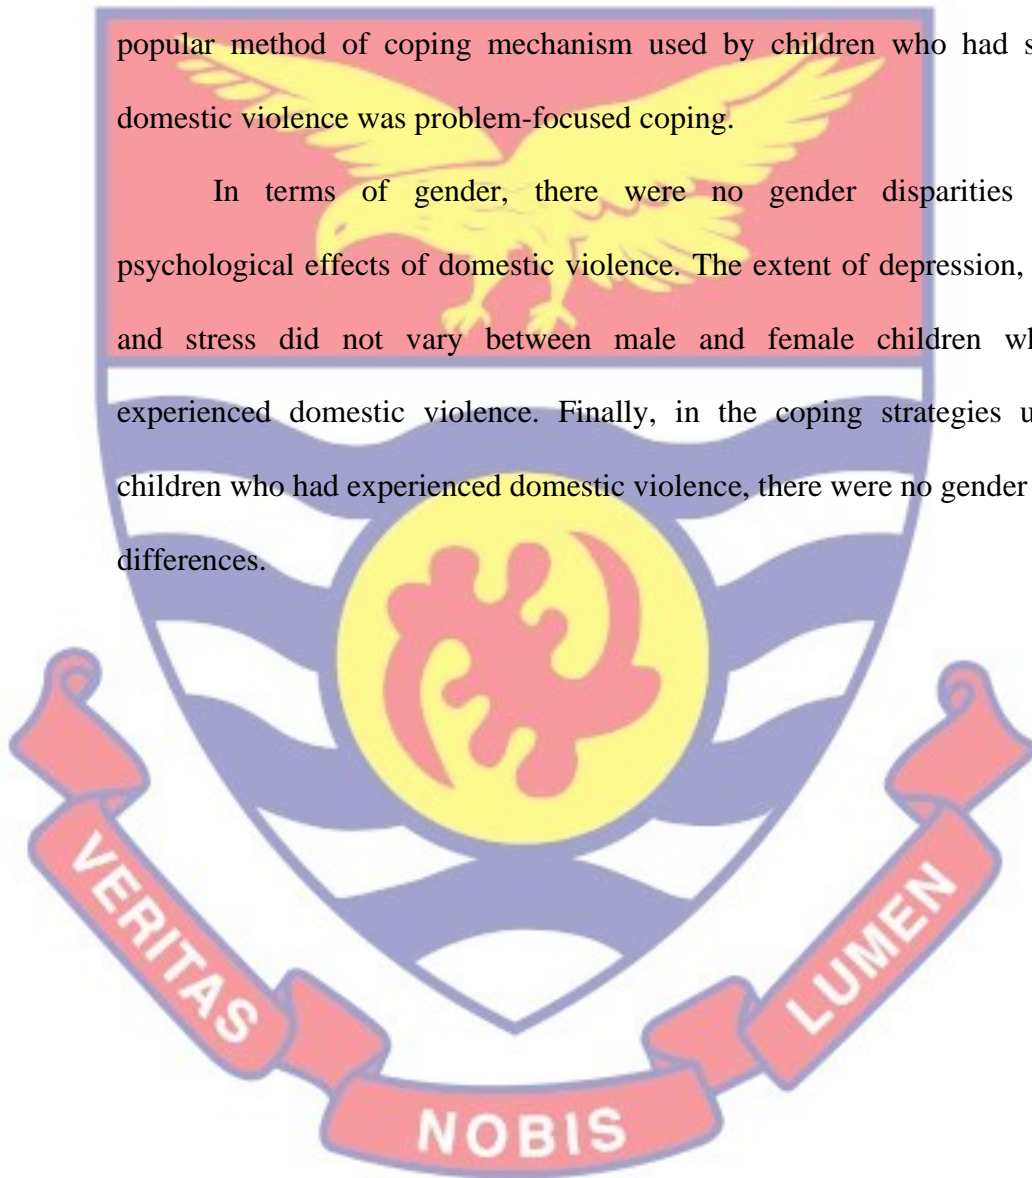 popular method of coping mechanism used by children who had s
domestic violence was problem-focused coping.
In terms of gender, there were no gender disparities
psychological effects of domestic violence. The extent of depression,
and stress did not vary between male and female children wh
experienced domestic violence. Finally, in the coping strategies u
children who had experienced domestic violence, there were no gender
differences.
VERITAS
NOBIS
LUMEN